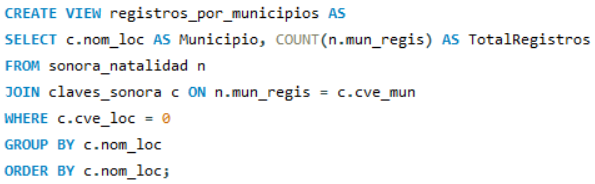 CREATE VIEW registros_por_municipios AS
SELECT c.nom_loc AS Municipio, COUNT(n.mun_regis) AS TotalRegistros
FROM sonora_natalidad n
JOIN claves_sonora c ON n.mun_regis = c.cve_mun
WHERE c.cve_loc = 0
GROUP BY c.nom_loc
ORDER BY c.nom_loc;